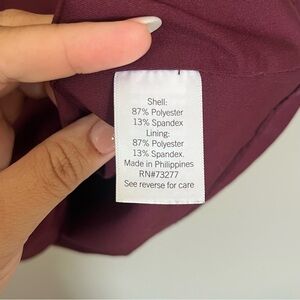 Shell:
87% Polyester
13% Spandex
Lining:
87% Polyester
13% Spandex.
Made in Philippines
RN#73277
See reverse for care